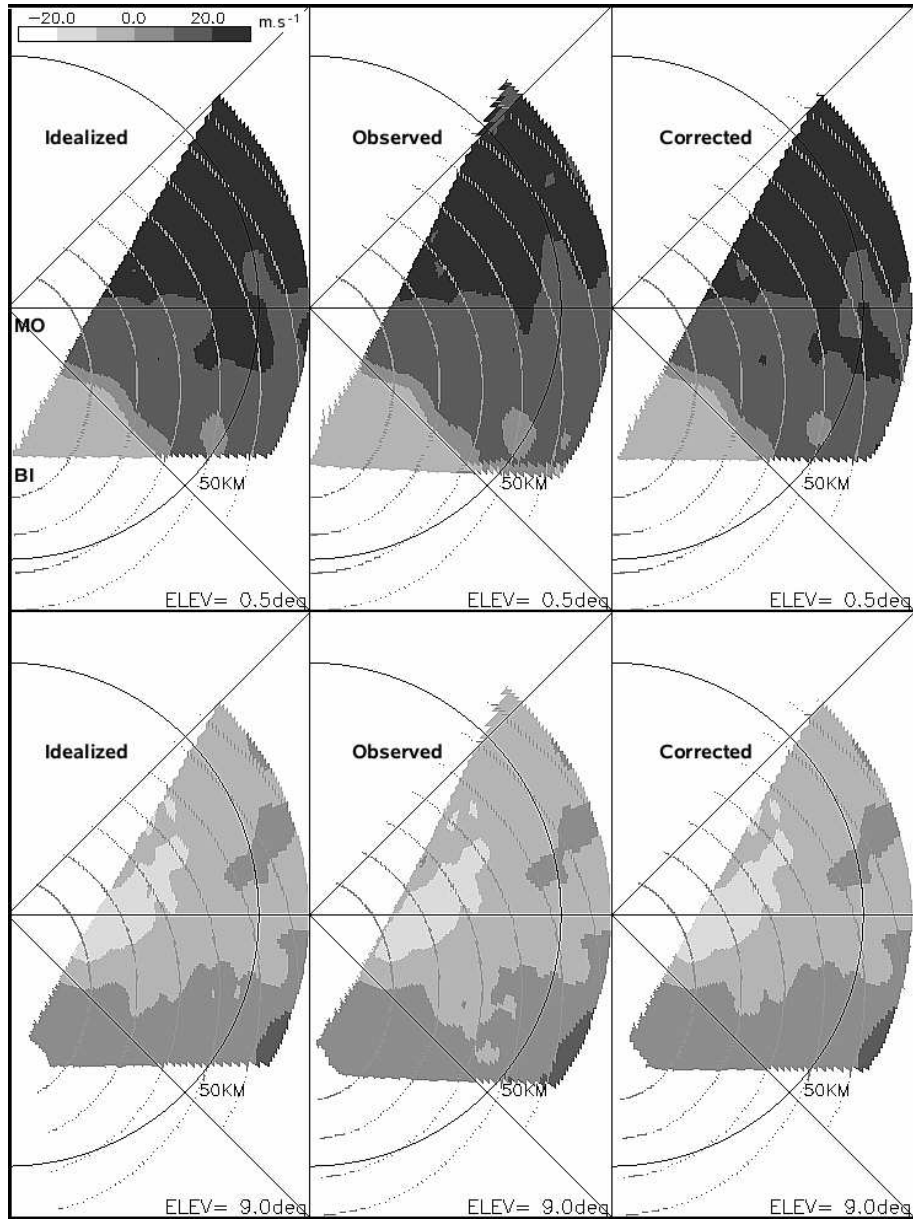 −20.0 0.0 20.0 m.s⁻¹
Idealized Observed Corrected
MO
BI
50KM 50KM 50KM
ELEV= 0.5deg ELEV= 0.5deg ELEV= 0.5deg
Idealized Observed Corrected
50KM 50KM 50KM
ELEV= 9.0deg ELEV= 9.0deg ELEV= 9.0deg